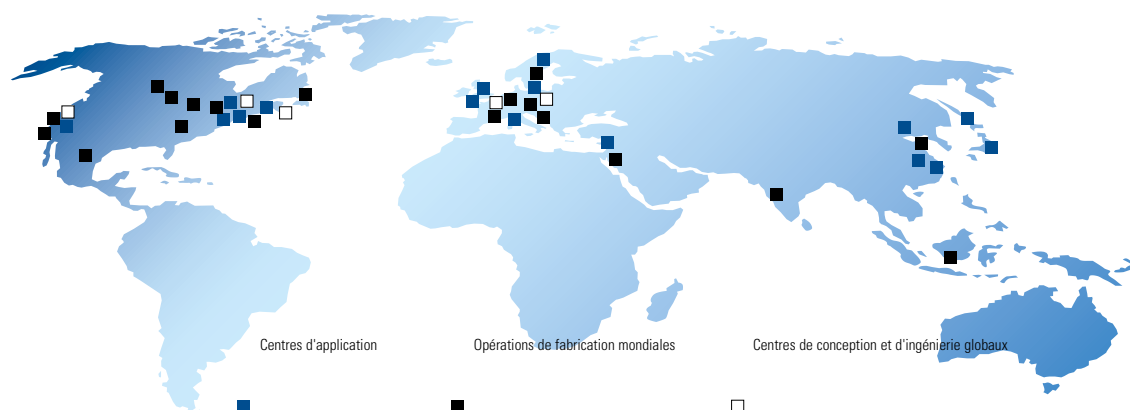 Centres d'application
Opérations de fabrication mondiales
Centres de conception et d'ingénierie globaux